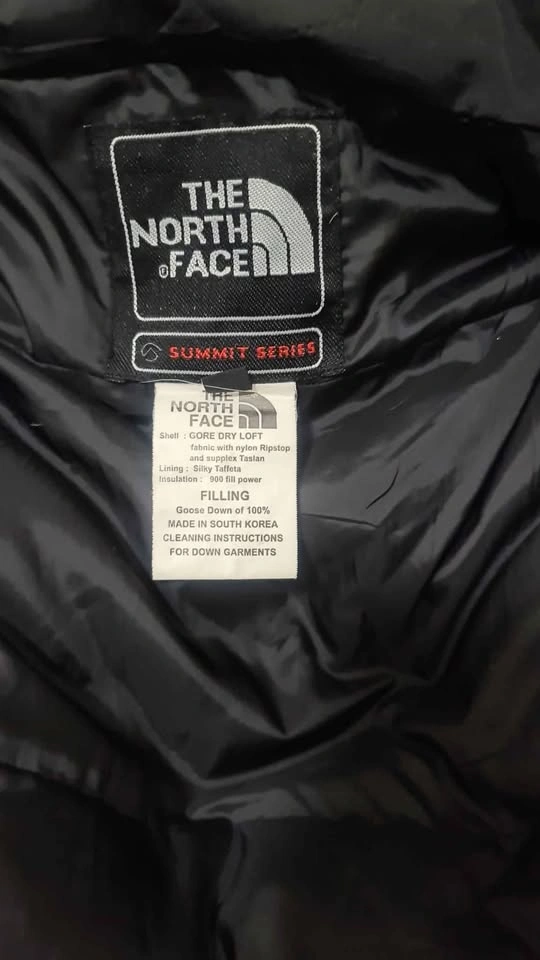 THE
NORTH
®FACE
SUMMIT SERIES
THE
NORTH
FACE
Shell : GORE DRY LOFT
fabric with nylon Ripstop
and supplex Taslan
Lining : Silky Taffeta
Insulation : 900 fill power
FILLING
Goose Down of 100%
MADE IN SOUTH KOREA
CLEANING INSTRUCTIONS
FOR DOWN GARMENTS